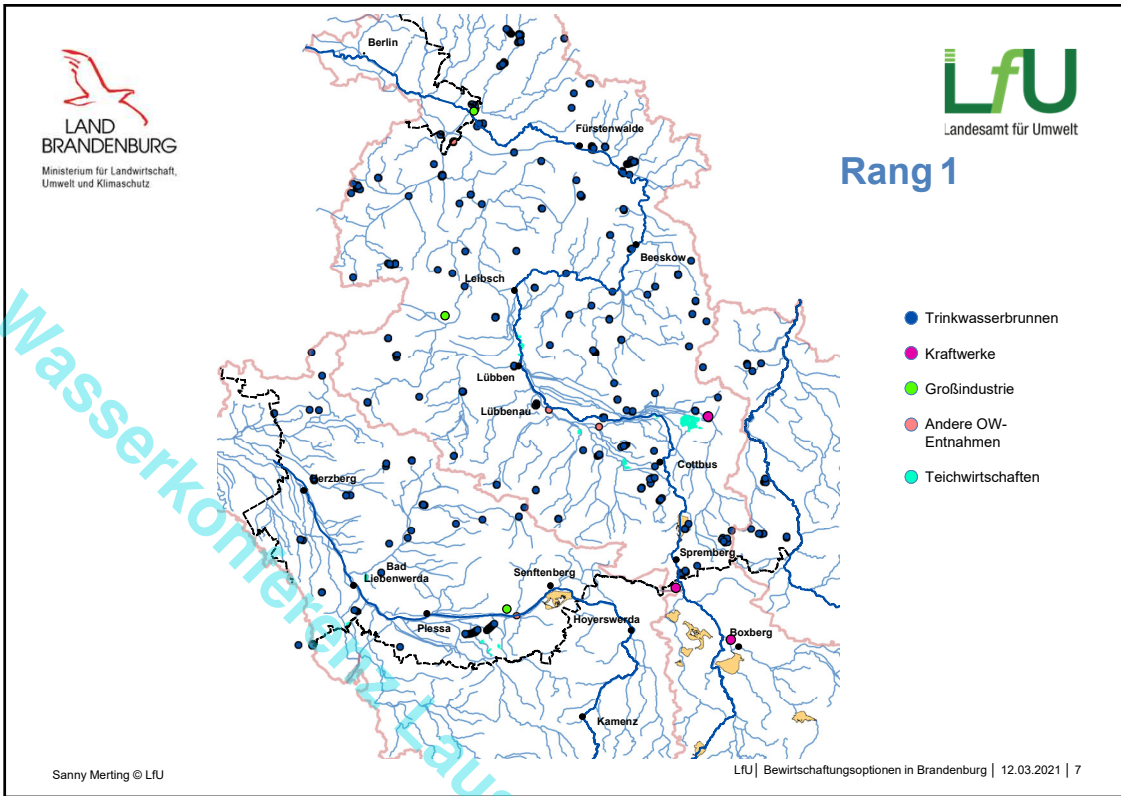 LAND
BRANDENBURG
Ministerium für Landwirtschaft,
Umwelt und Klimaschutz
LfU
Landesamt für Umwelt
Rang 1
Berlin
Fürstenwalde
Beeskow
Leibsch
Lübben
Lübbenau
Cottbus
Herzberg
Spremberg
Bad
Liebenwerda
Senftenberg
Plessa
Hoyerswerda
Boxberg
Kamenz
Trinkwasserbrunnen
Kraftwerke
Großindustrie
Andere OW-
Entnahmen
Teichwirtschaften
Sanny Merting © LfU
LfU| Bewirtschaftungsoptionen in Brandenburg | 12.03.2021 | 7